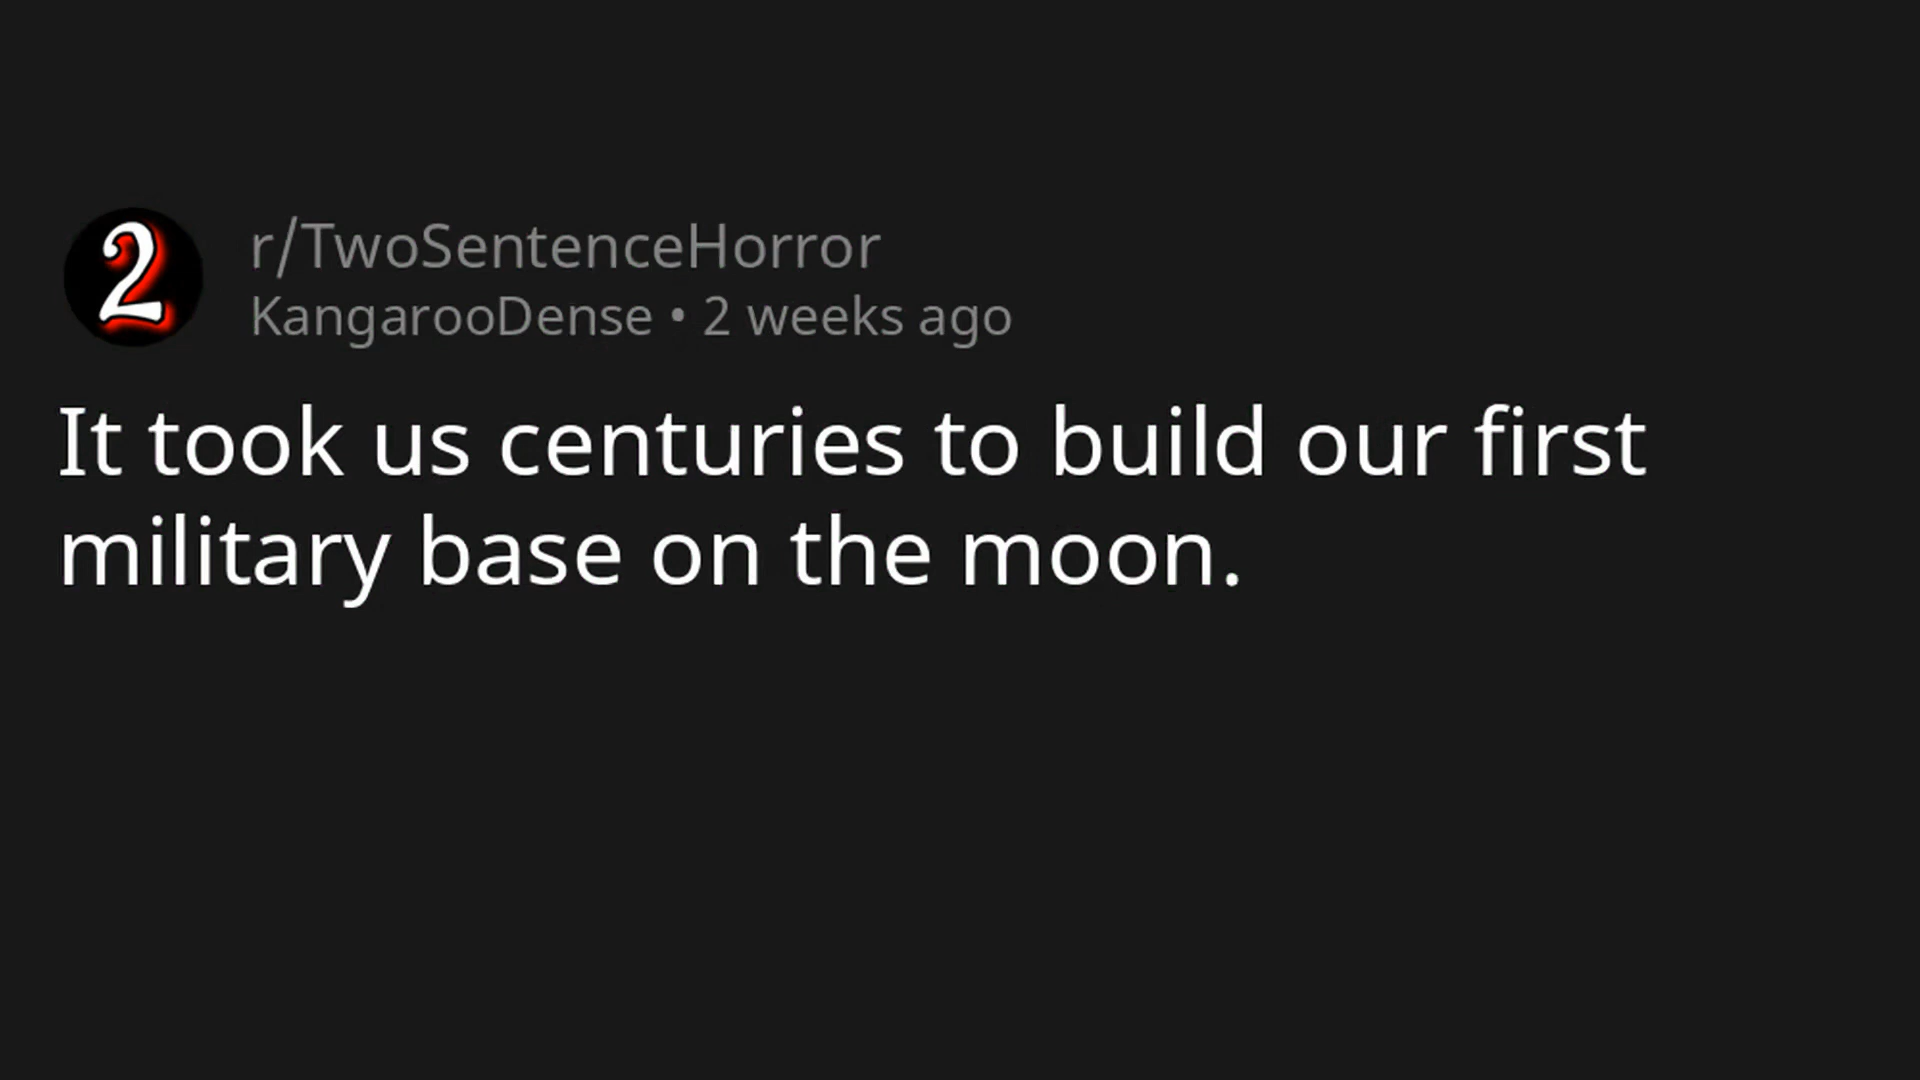 2
r/TwoSentenceHorror
KangarooDense • 2 weeks ago
It took us centuries to build our first
military base on the moon.